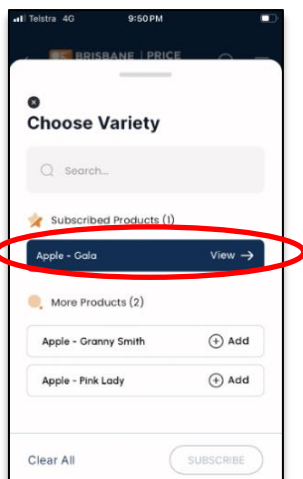 Telstra 4G 9:50PM
BRISBANE | PRICE
Choose Variety
Search...
Subscribed Products (1)
Apple - Gala View →
More Products (2)
Apple - Granny Smith Add
Apple - Pink Lady Add
Clear All SUBSCRIBE